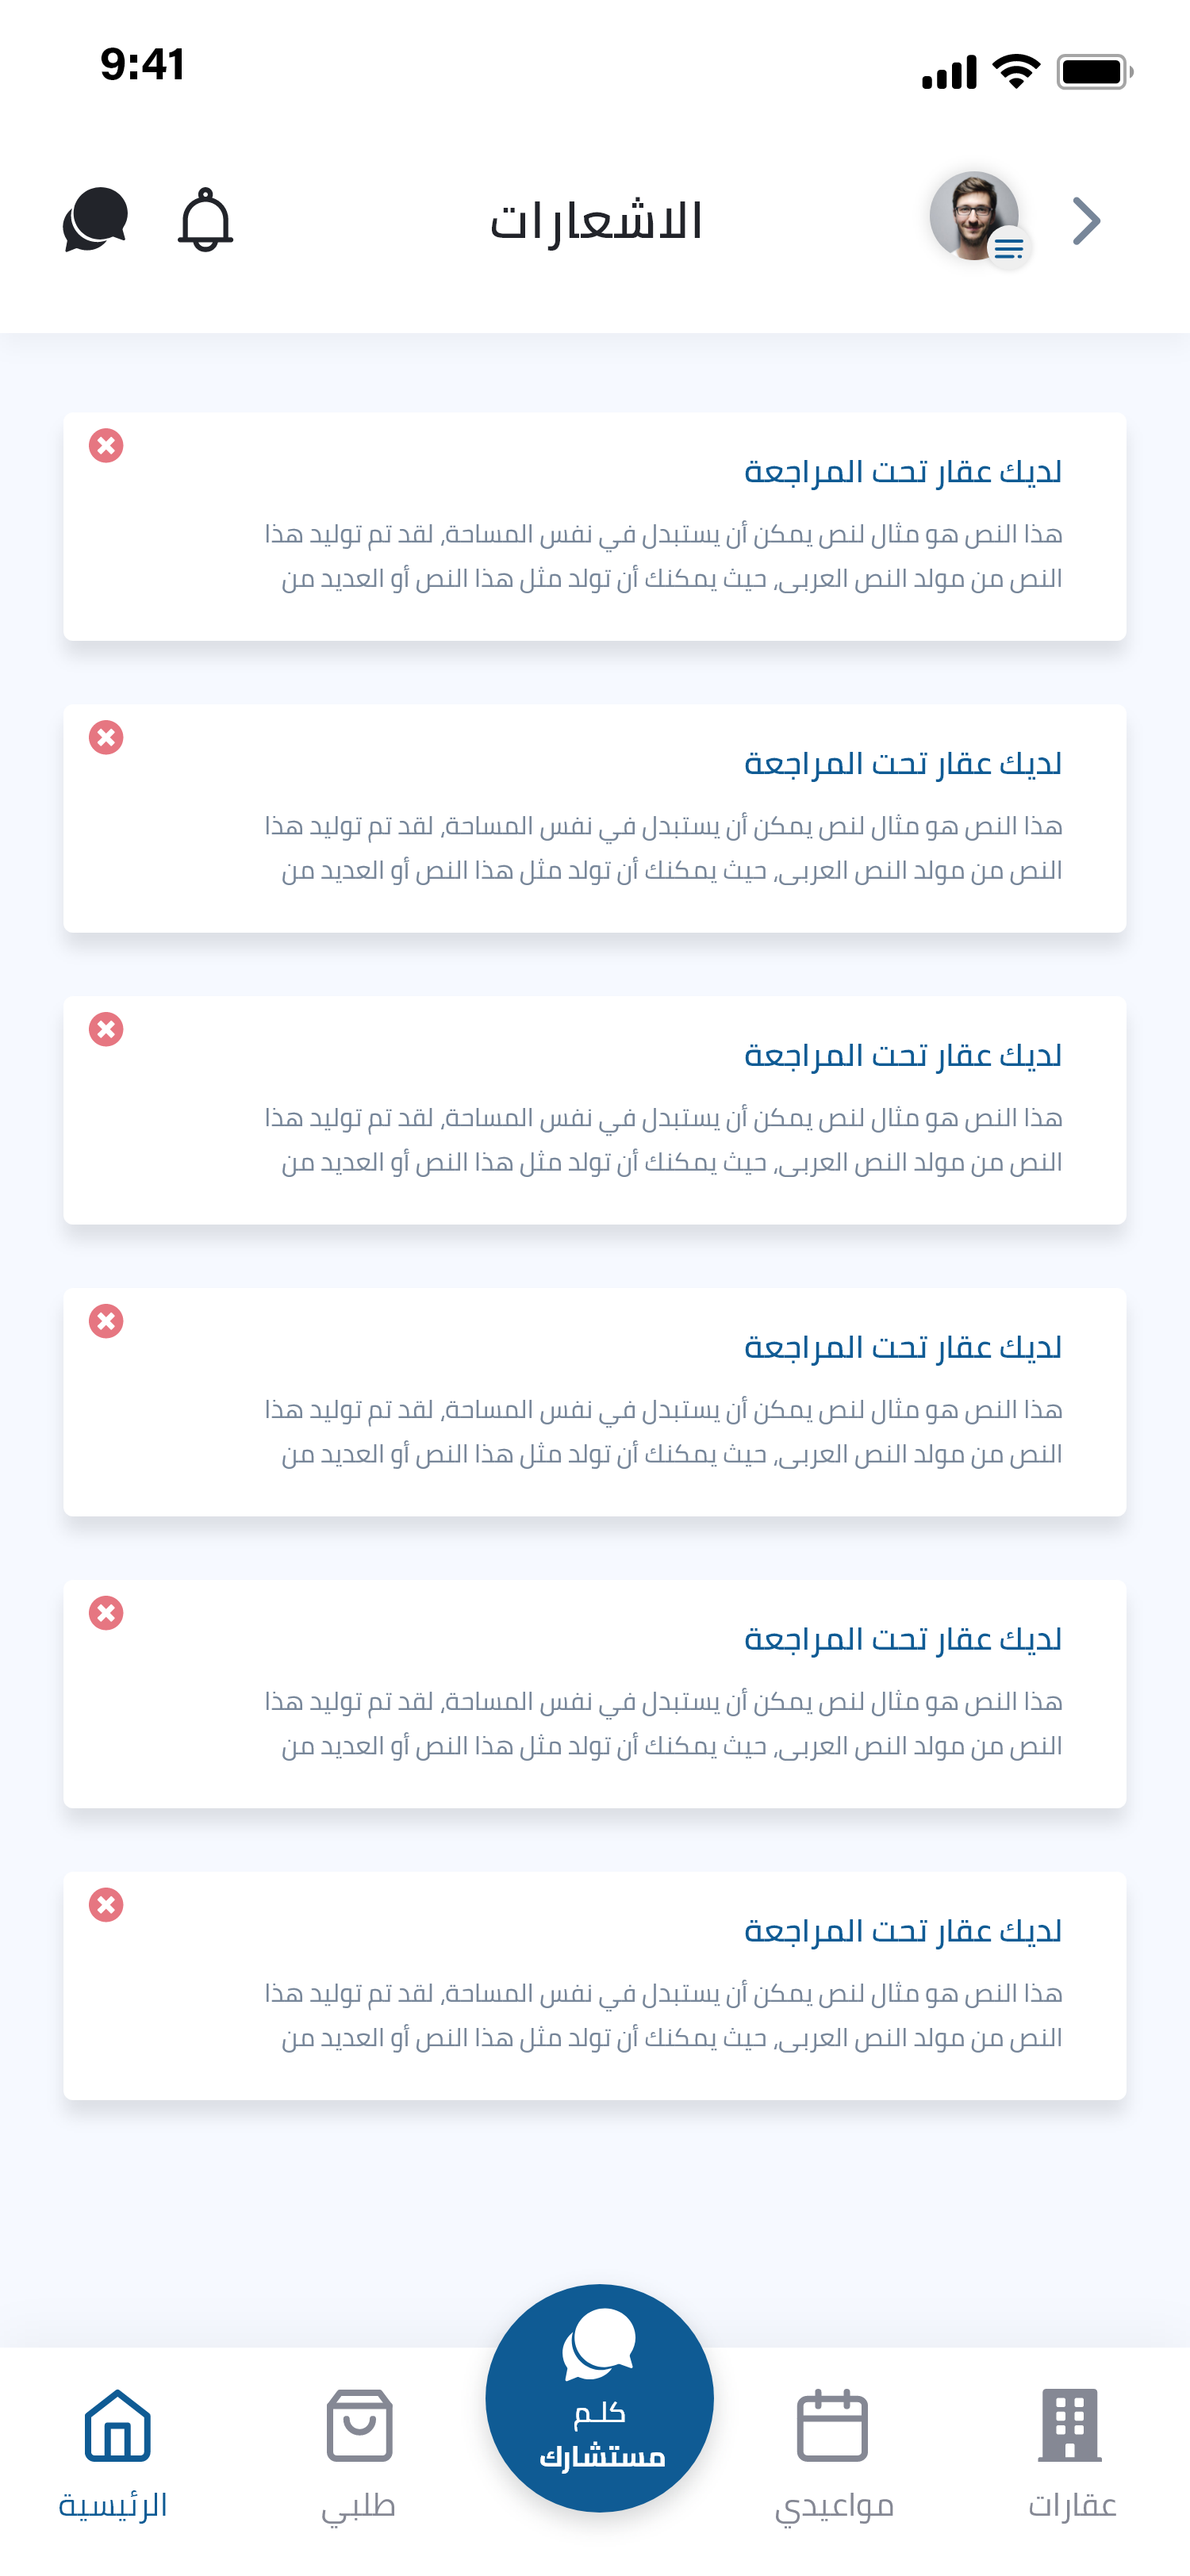 9:41
الاشعارات
لديك عقار تحت المراجعة
هذا النص هو مثال لنص يمكن أن يستبدل في نفس المساحة، لقد تم توليد هذا
النص من مولد النص العربى، حيث يمكنك أن تولد مثل هذا النص أو العديد من
لديك عقار تحت المراجعة
هذا النص هو مثال لنص يمكن أن يستبدل في نفس المساحة، لقد تم توليد هذا
النص من مولد النص العربى، حيث يمكنك أن تولد مثل هذا النص أو العديد من
لديك عقار تحت المراجعة
هذا النص هو مثال لنص يمكن أن يستبدل في نفس المساحة، لقد تم توليد هذا
النص من مولد النص العربى، حيث يمكنك أن تولد مثل هذا النص أو العديد من
لديك عقار تحت المراجعة
هذا النص هو مثال لنص يمكن أن يستبدل في نفس المساحة، لقد تم توليد هذا
النص من مولد النص العربى، حيث يمكنك أن تولد مثل هذا النص أو العديد من
لديك عقار تحت المراجعة
هذا النص هو مثال لنص يمكن أن يستبدل في نفس المساحة، لقد تم توليد هذا
النص من مولد النص العربى، حيث يمكنك أن تولد مثل هذا النص أو العديد من
لديك عقار تحت المراجعة
هذا النص هو مثال لنص يمكن أن يستبدل في نفس المساحة، لقد تم توليد هذا
النص من مولد النص العربى، حيث يمكنك أن تولد مثل هذا النص أو العديد من
عقارات
مواعيدي
كلـم
مستشارك
طلبي
الرئيسية